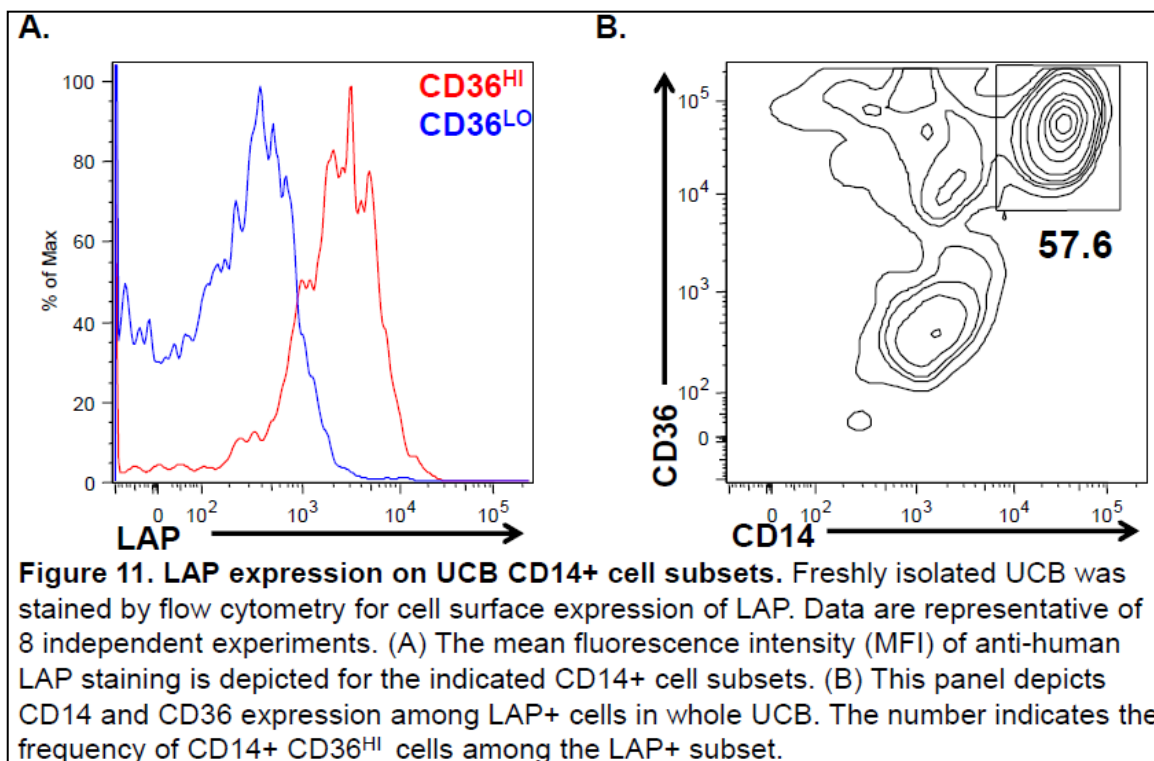 A.
B.
CD36HI
CD36LO
100
80
60
40
20
0
% of Max
0 10² 10³ 10⁴ 10⁵
LAP
10⁵
10⁴
10³
10²
0
CD36
57.6
0 10² 10³ 10⁴ 10⁵
CD14
Figure 11. LAP expression on UCB CD14+ cell subsets. Freshly isolated UCB was
stained by flow cytometry for cell surface expression of LAP. Data are representative of
8 independent experiments. (A) The mean fluorescence intensity (MFI) of anti-human
LAP staining is depicted for the indicated CD14+ cell subsets. (B) This panel depicts
CD14 and CD36 expression among LAP+ cells in whole UCB. The number indicates the
frequency of CD14+ CD36HI cells among the LAP+ subset.